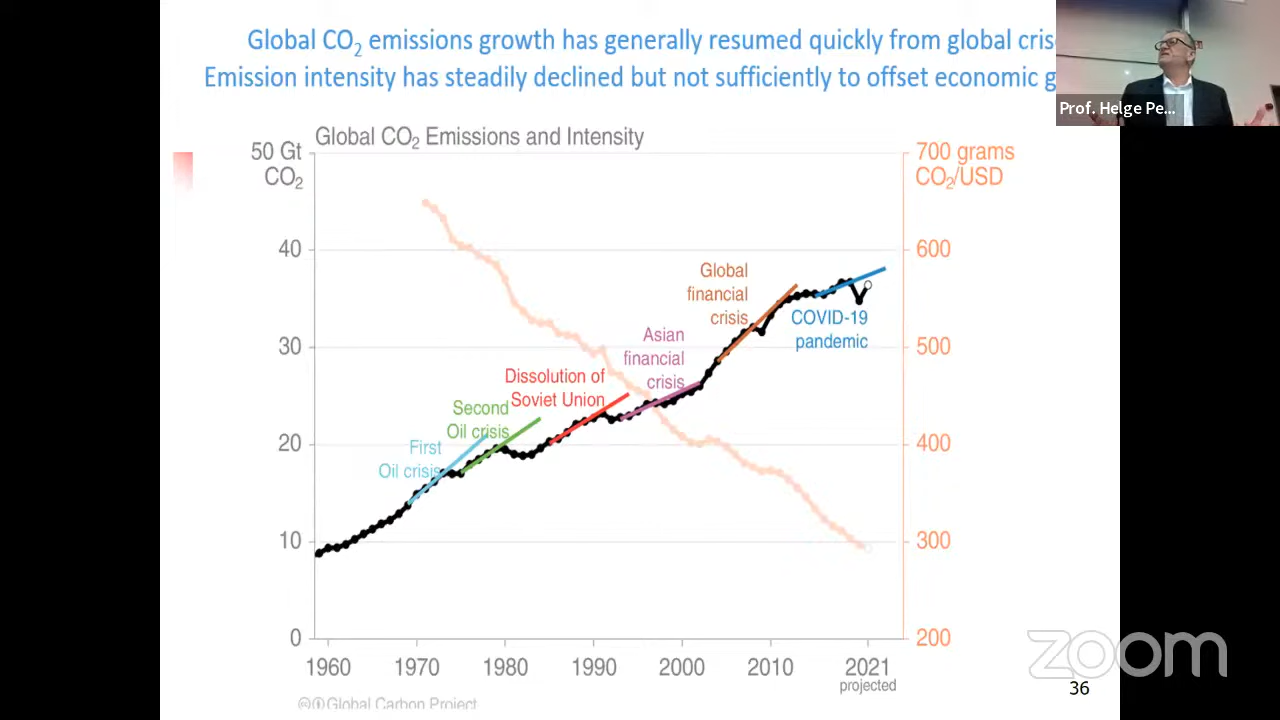 Global CO₂ emissions growth has generally resumed quickly from global cris
Emission intensity has steadily declined but not sufficiently to offset economic g
Prof. Helge Pe...
Global CO₂ Emissions and Intensity
50 Gt
CO₂
40
30
20
10
0
700 grams
CO₂/USD
600
500
400
300
200
First
Oil crisis
Second
Oil crisis
Dissolution of
Soviet Union
Asian
financial
crisis
Global
financial
crisis
COVID-19
pandemic
1960
1970
1980
1990
2000
2010
2021
projected
Global Carbon Project
zoom
36